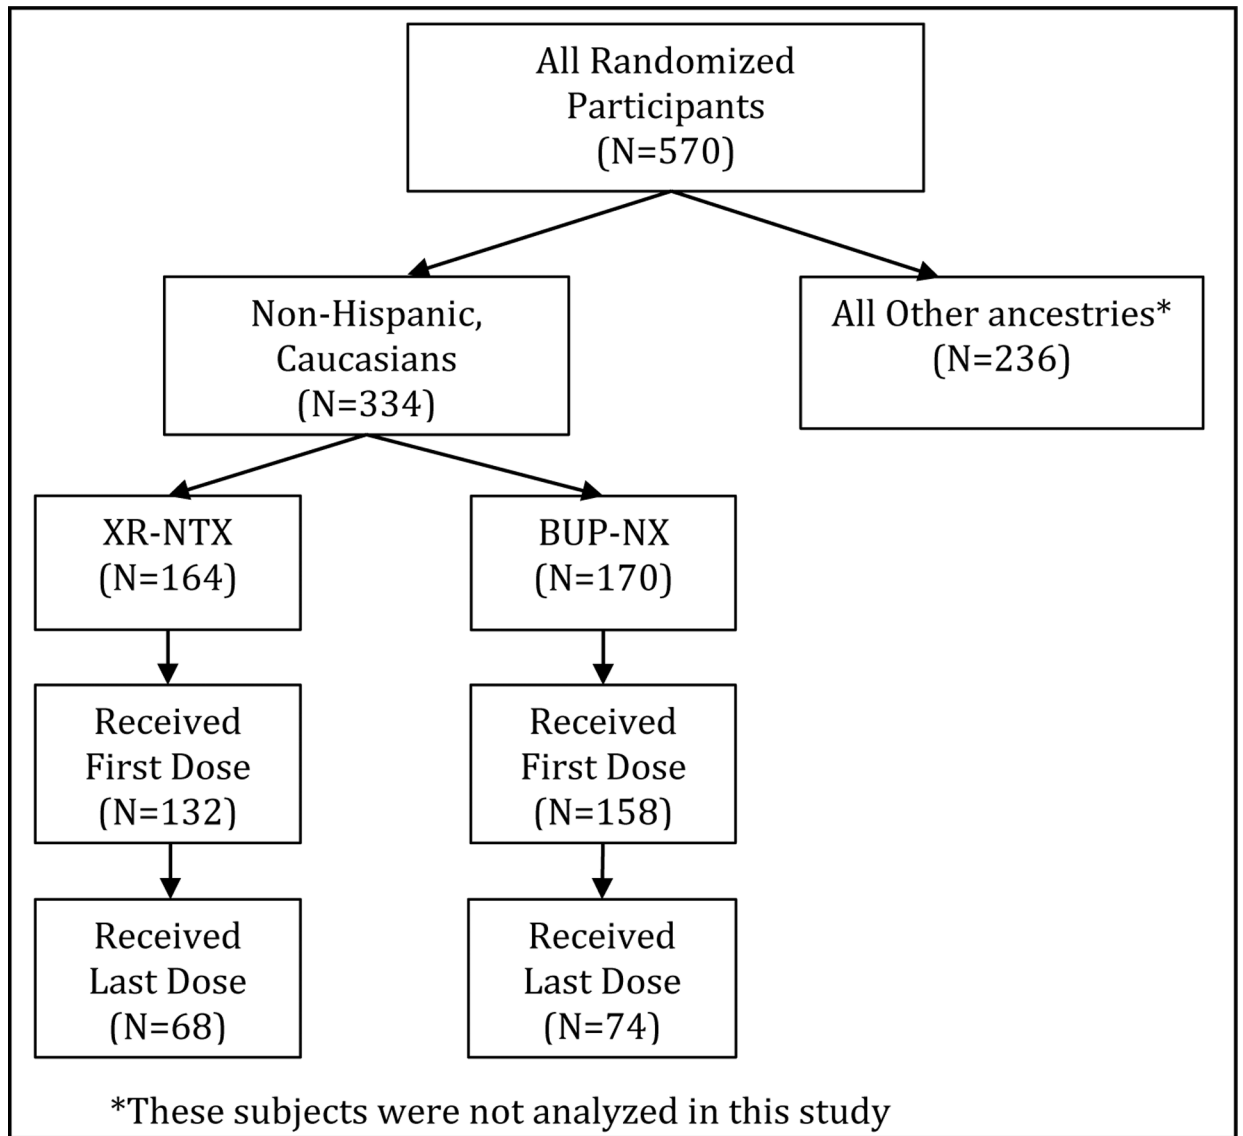 All Randomized
Participants
(N=570)
Non-Hispanic,
Caucasians
(N=334)
All Other ancestries*
(N=236)
XR-NTX
(N=164)
BUP-NX
(N=170)
Received
First Dose
(N=132)
Received
First Dose
(N=158)
Received
Last Dose
(N=68)
Received
Last Dose
(N=74)
*These subjects were not analyzed in this study